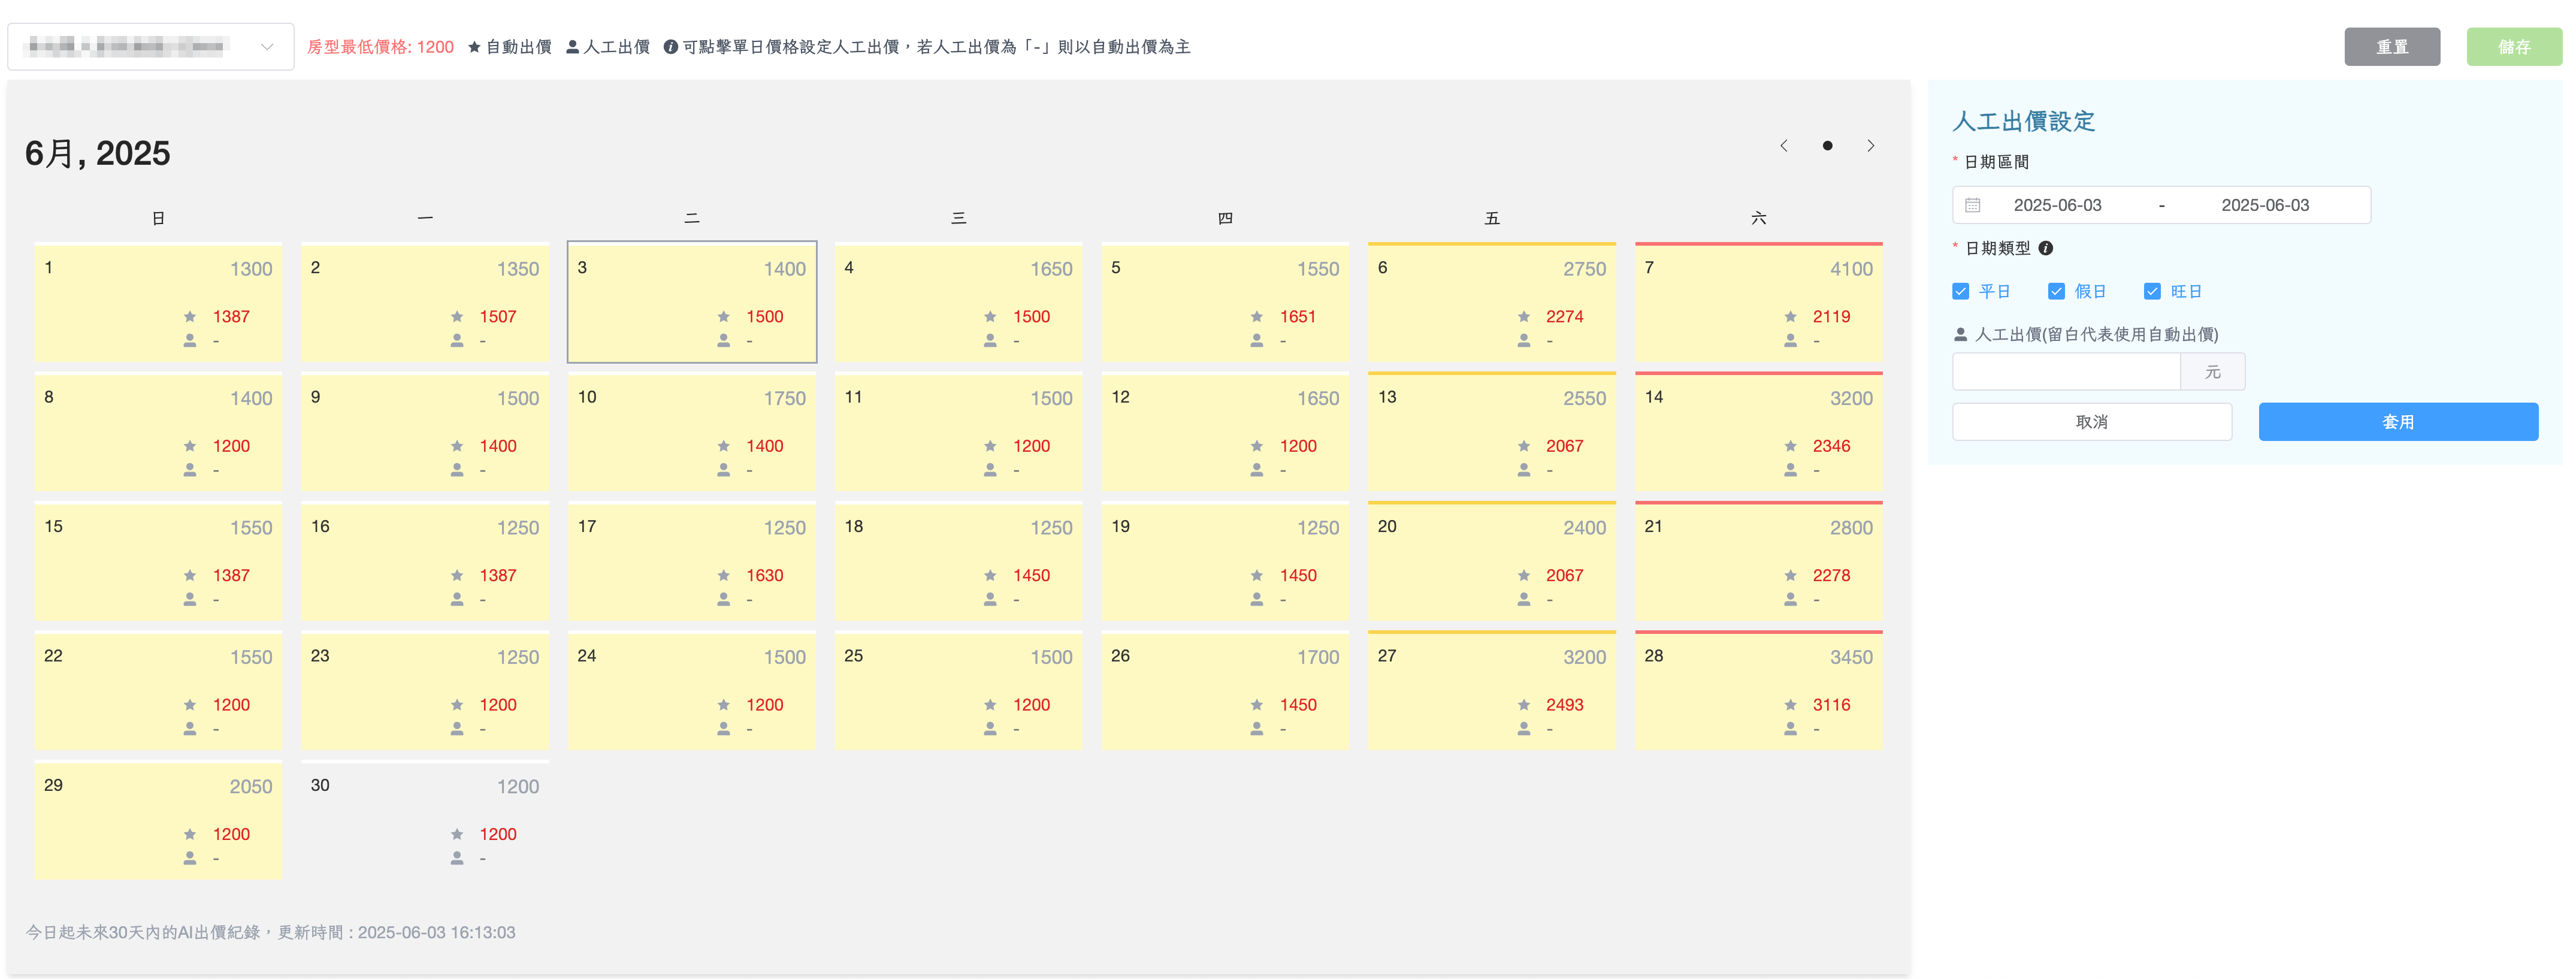 房型最低價格: 1200 自動出價 人工出價 可點擊單日價格設定人工出價，若人工出價為「-」則以自動出價為主
重置 儲存
6月, 2025
日 一 二 三 四 五 六
1 1300 2 1350 3 1400 4 1650 5 1550 6 2750 7 4100
1387 1507 1500 1500 1651 2274 2119
- - - - - - -
8 1400 9 1500 10 1750 11 1500 12 1650 13 2550 14 3200
1200 1400 1400 1200 1200 2067 2346
- - - - - - -
15 1550 16 1250 17 1250 18 1250 19 1250 20 2400 21 2800
1387 1387 1630 1450 1450 2067 2278
- - - - - - -
22 1550 23 1250 24 1500 25 1500 26 1700 27 3200 28 3450
1200 1200 1200 1200 1450 2493 3116
- - - - - - -
29 2050 30 1200
1200 1200
- -
今日起未來30天內的AI出價紀錄，更新時間 : 2025-06-03 16:13:03
人工出價設定
* 日期區間
2025-06-03 - 2025-06-03
* 日期類型
平日 假日 旺日
人工出價(留白代表使用自動出價)
元
取消 套用